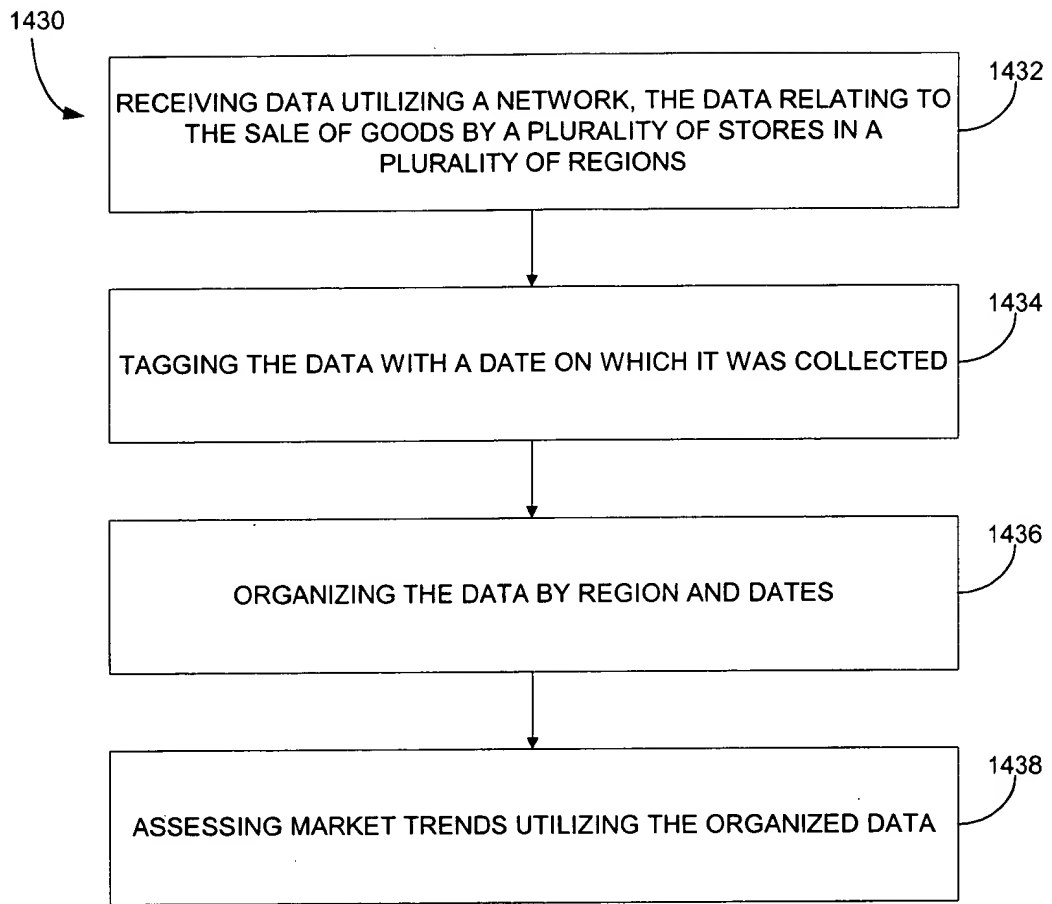 1430
1432
RECEIVING DATA UTILIZING A NETWORK, THE DATA RELATING TO
THE SALE OF GOODS BY A PLURALITY OF STORES IN A
PLURALITY OF REGIONS
1434
TAGGING THE DATA WITH A DATE ON WHICH IT WAS COLLECTED
1436
ORGANIZING THE DATA BY REGION AND DATES
1438
ASSESSING MARKET TRENDS UTILIZING THE ORGANIZED DATA